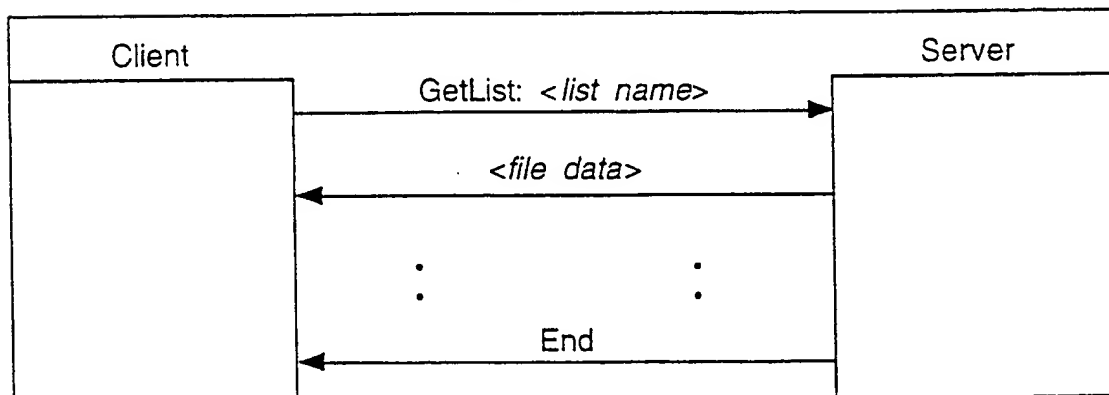 Client
Server
GetList: <list name>
<file data>
End